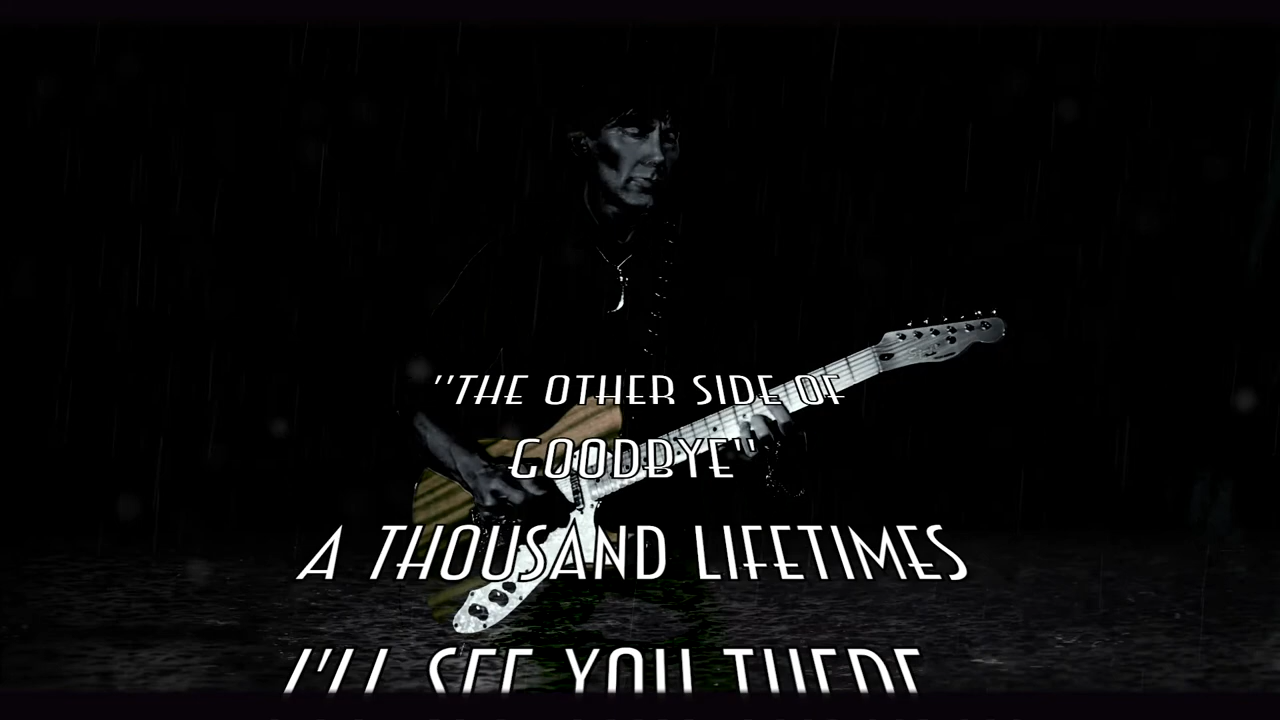 "THE OTHER SIDE OF
GOODBYE"
A THOUSAND LIFETIMES
I'LL SEE YOU THERE